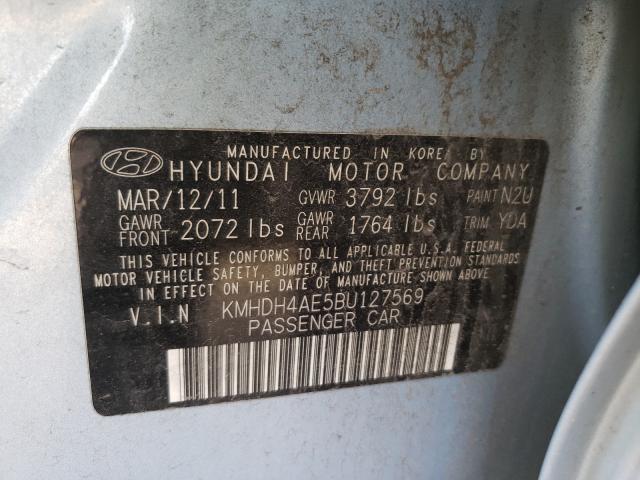 MANUFACTURED IN KOREA BY
HYUNDAI MOTOR COMPANY
MAR/12/11 GVWR 3792 lbs PAINT N2U
GAWR FRONT 2072 lbs GAWR REAR 1764 lbs TRIM YDA
THIS VEHICLE CONFORMS TO ALL APPLICABLE U.S.A. FEDERAL
MOTOR VEHICLE SAFETY, BUMPER, AND THEFT PREVENTION STANDARDS
IN EFFECT ON THE DATE OF MANUFACTURE SHOWN ABOVE.
V.I.N KMHDH4AE5BU127569
PASSENGER CAR